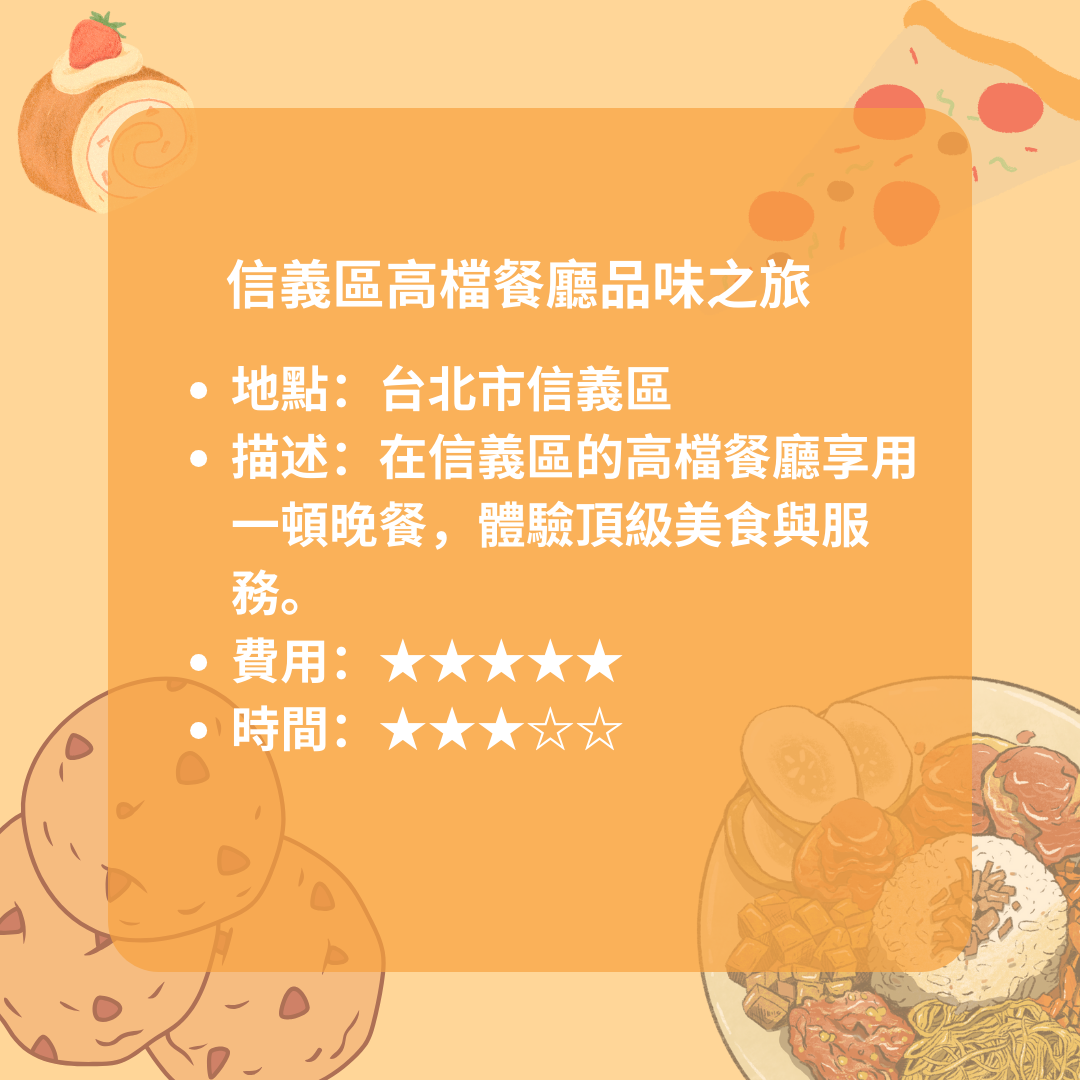 信義區高檔餐廳品味之旅
• 地點：台北市信義區
• 描述：在信義區的高檔餐廳享用
一頓晚餐，體驗頂級美食與服
務。
• 費用：★★★★★
• 時間：★★★☆☆